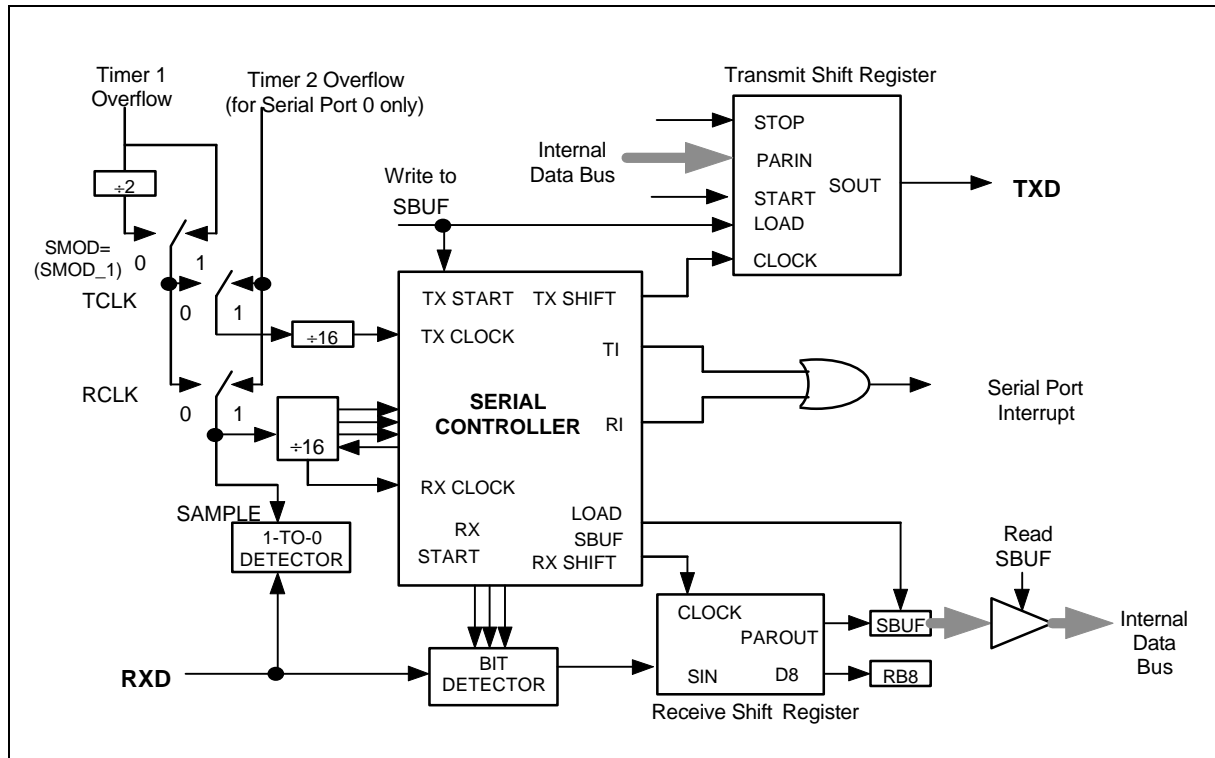 Timer 1
Overflow
Timer 2 Overflow
(for Serial Port 0 only)
Transmit Shift Register
÷2
SMOD=
(SMOD_1)
0
1
TCLK
0
1
÷16
RCLK
0
1
÷16
SAMPLE
1-TO-0
DETECTOR
RXD
Write to
SBUF
Internal
Data Bus
STOP
PARIN
START
LOAD
CLOCK
SOUT
TXD
TX START
TX SHIFT
TX CLOCK
TI
SERIAL
CONTROLLER
RI
RX CLOCK
LOAD
SBUF
RX
START
RX SHIFT
Serial Port
Interrupt
BIT
DETECTOR
CLOCK
PAROUT
SIN
D8
Receive Shift Register
SBUF
RB8
Read
SBUF
Internal
Data
Bus